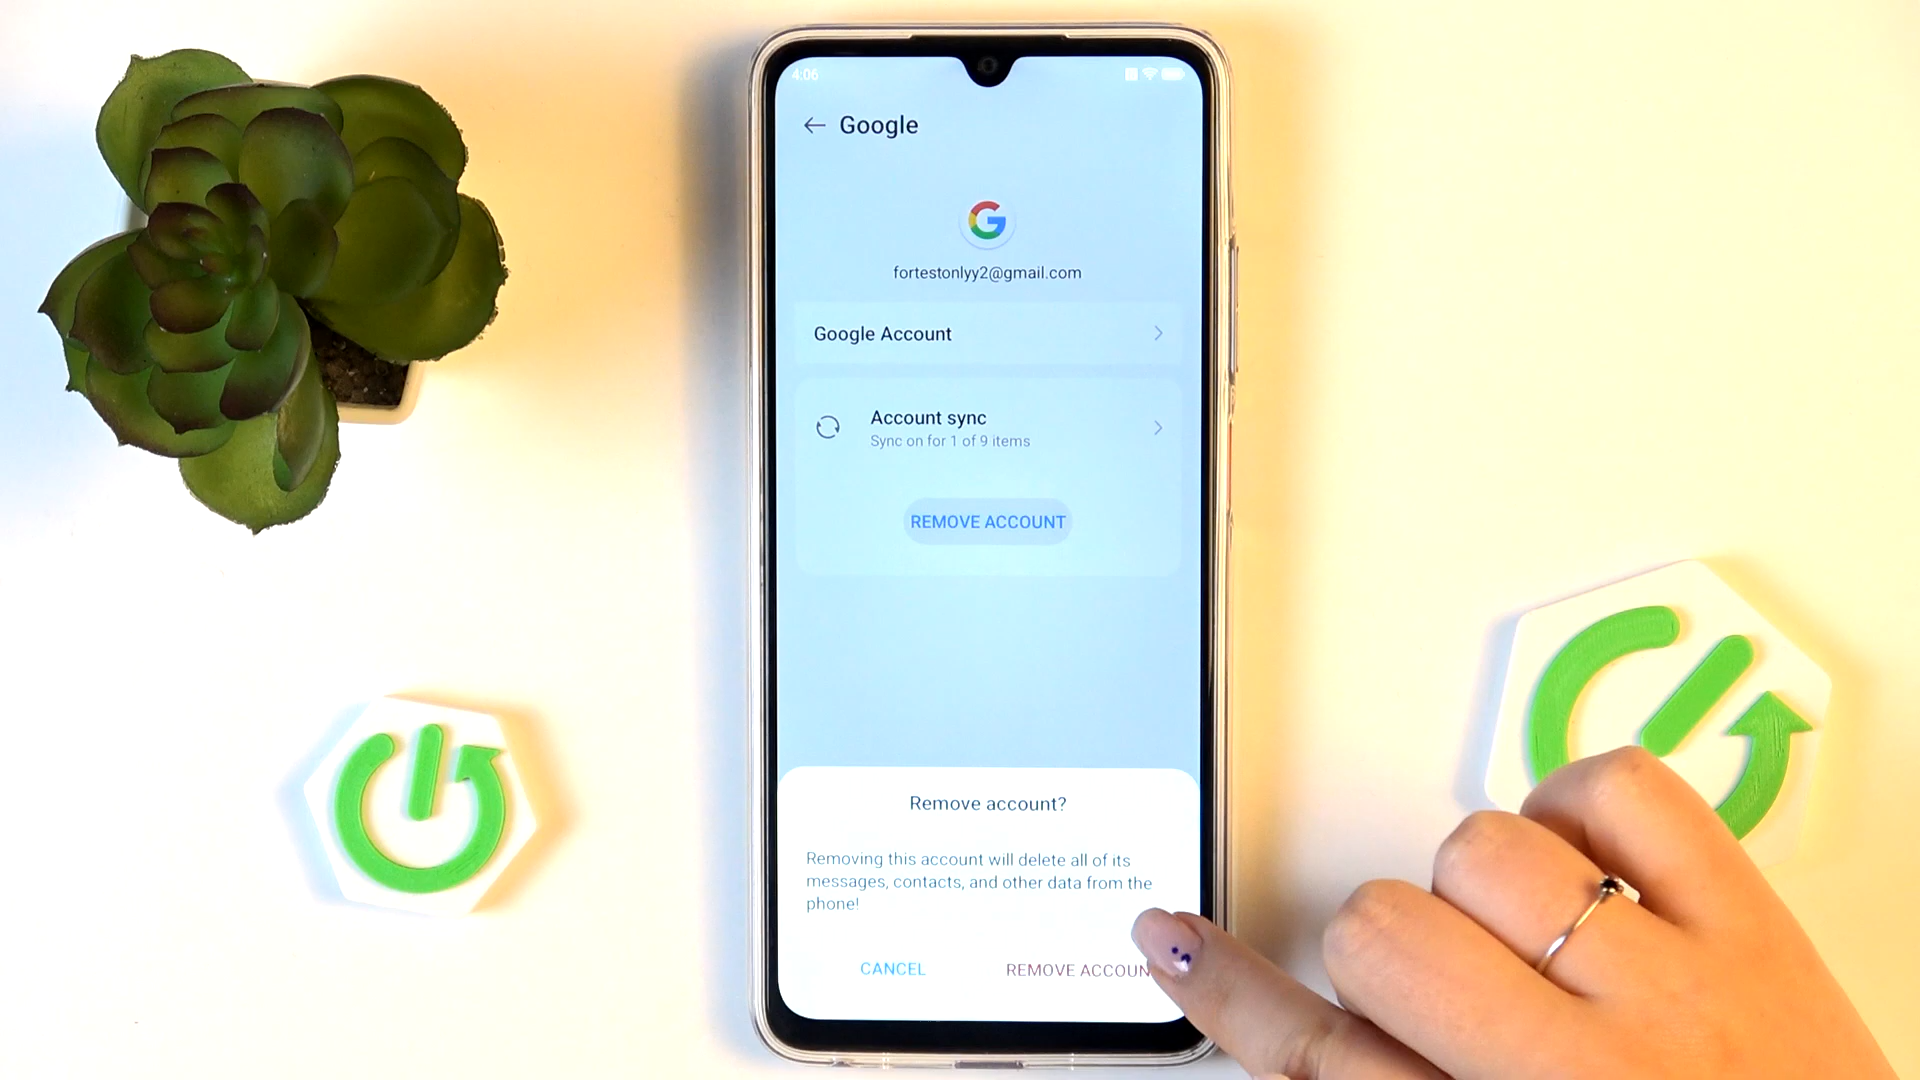 4:06
Google
fortestonlyy2@gmail.com
Google Account
Account sync
Sync on for 1 of 9 items
REMOVE ACCOUNT
Remove account?
Removing this account will delete all of its
messages, contacts, and other data from the
phone!
CANCEL
REMOVE ACCOUN